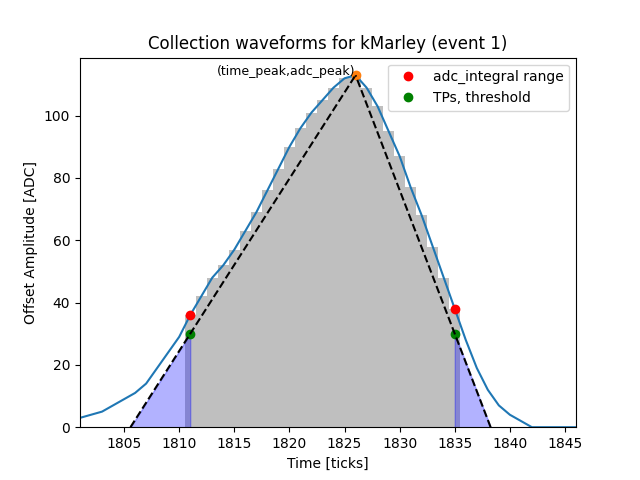 Collection waveforms for kMarley (event 1)
(time_peak,adc_peak)
adc_integral range
TPs, threshold
Offset Amplitude [ADC]
100
80
60
40
20
0
1805 1810 1815 1820 1825 1830 1835 1840 1845
Time [ticks]